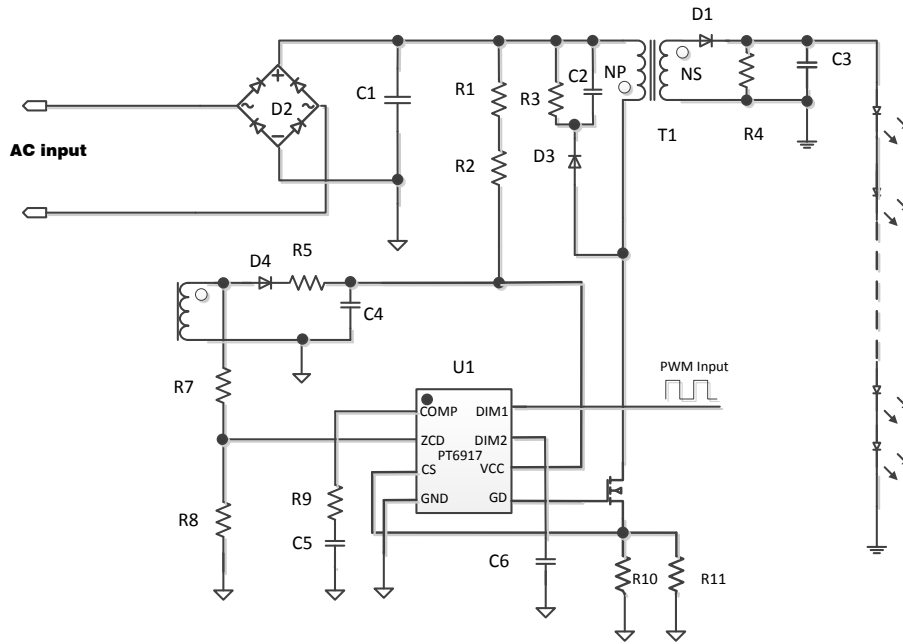 D1
D2
C1
R1
R2
R3
C2
NP
NS
T1
R4
C3
D3
AC input
D4
R5
C4
R7
R8
U1
PWM Input
COMP
ZCD
CS
GND
PT6917
DIM1
DIM2
VCC
GD
R9
C5
C6
R10
R11